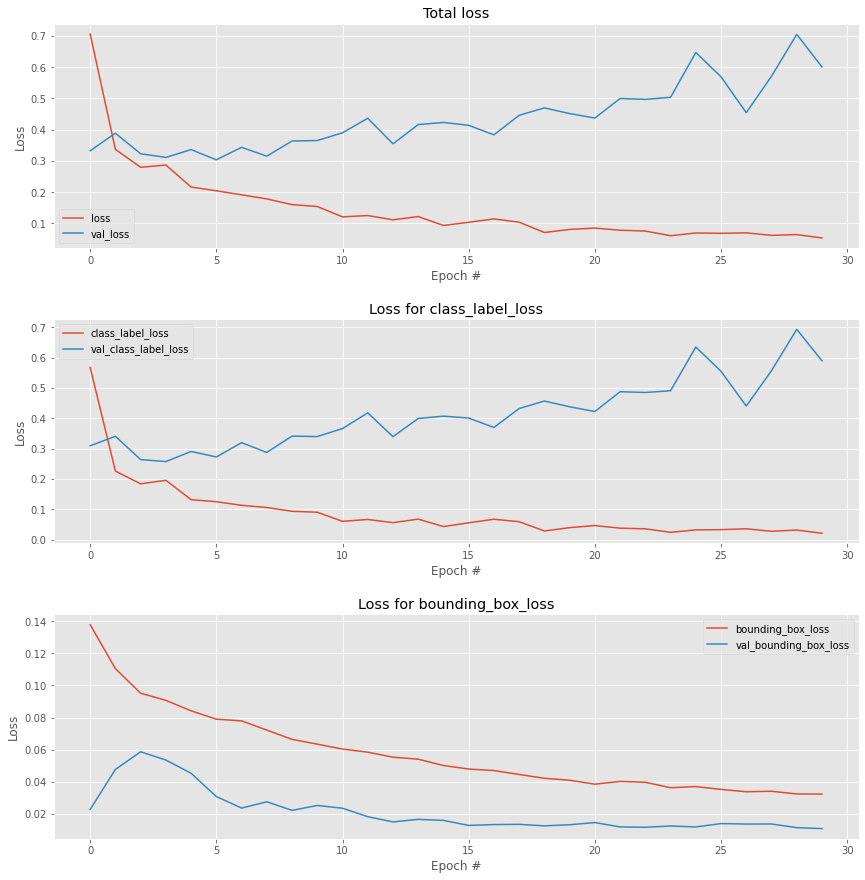 Total loss
0.7
0.6
0.5
0.4
0.3
0.2
0.1
Loss
loss
val_loss
0 5 10 15 20 25 30
Epoch #
Loss for class_label_loss
0.7
0.6
0.5
0.4
0.3
0.2
0.1
0.0
Loss
class_label_loss
val_class_label_loss
0 5 10 15 20 25 30
Epoch #
Loss for bounding_box_loss
0.14
0.12
0.10
0.08
0.06
0.04
0.02
Loss
bounding_box_loss
val_bounding_box_loss
0 5 10 15 20 25 30
Epoch #